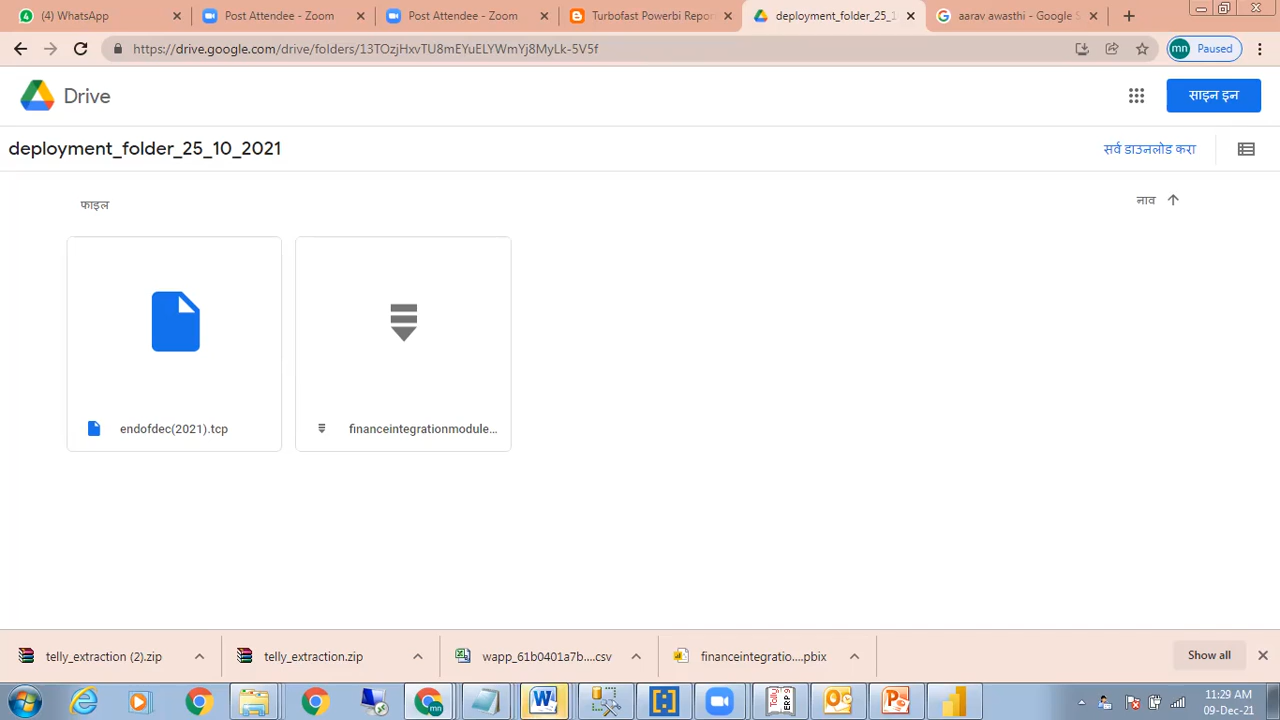 (4) WhatsApp
Post Attendee - Zoom
Post Attendee - Zoom
Turbofast Powerbi Repor
deployment_folder_25_1
aarav awasthi - Google S
https://drive.google.com/drive/folders/13TOzjHxvTU8mEYuELYWmYj8MyLk-5V5f
mn Paused
Drive
साइन इन
deployment_folder_25_10_2021
सर्व डाउनलोड करा
फाइल
नाव
endofdec(2021).tcp
financeintegrationmodule...
telly_extraction (2).zip
telly_extraction.zip
wapp_61b0401a7b....csv
financeintegratio....pbix
Show all
11:29 AM
09-Dec-21